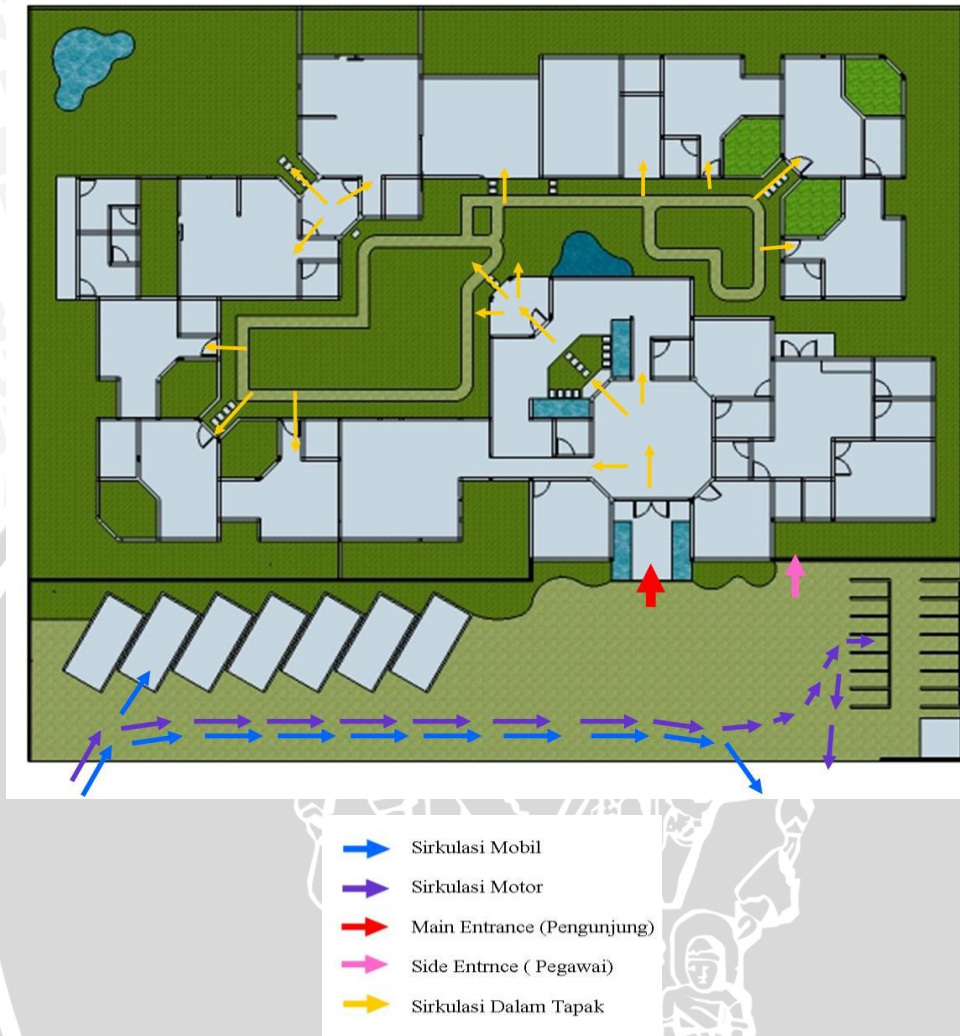 Sirkulasi Mobil
Sirkulasi Motor
Main Entrance (Pengunjung)
Side Entrnce ( Pegawai)
Sirkulasi Dalam Tapak